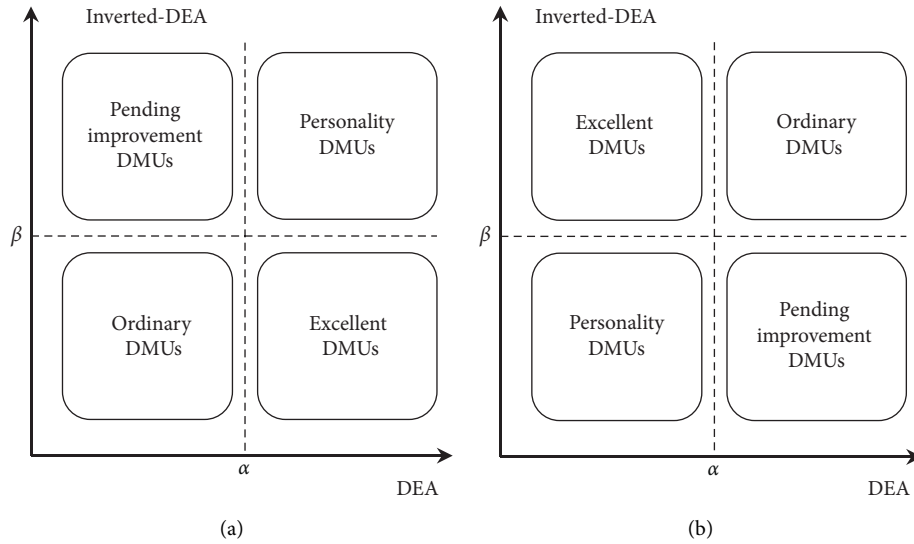 Inverted-DEA
Pending
improvement
DMUs
Personality
DMUs
β
Ordinary
DMUs
Excellent
DMUs
α
DEA
(a)
Inverted-DEA
Excellent
DMUs
Ordinary
DMUs
β
Personality
DMUs
Pending
improvement
DMUs
α
DEA
(b)